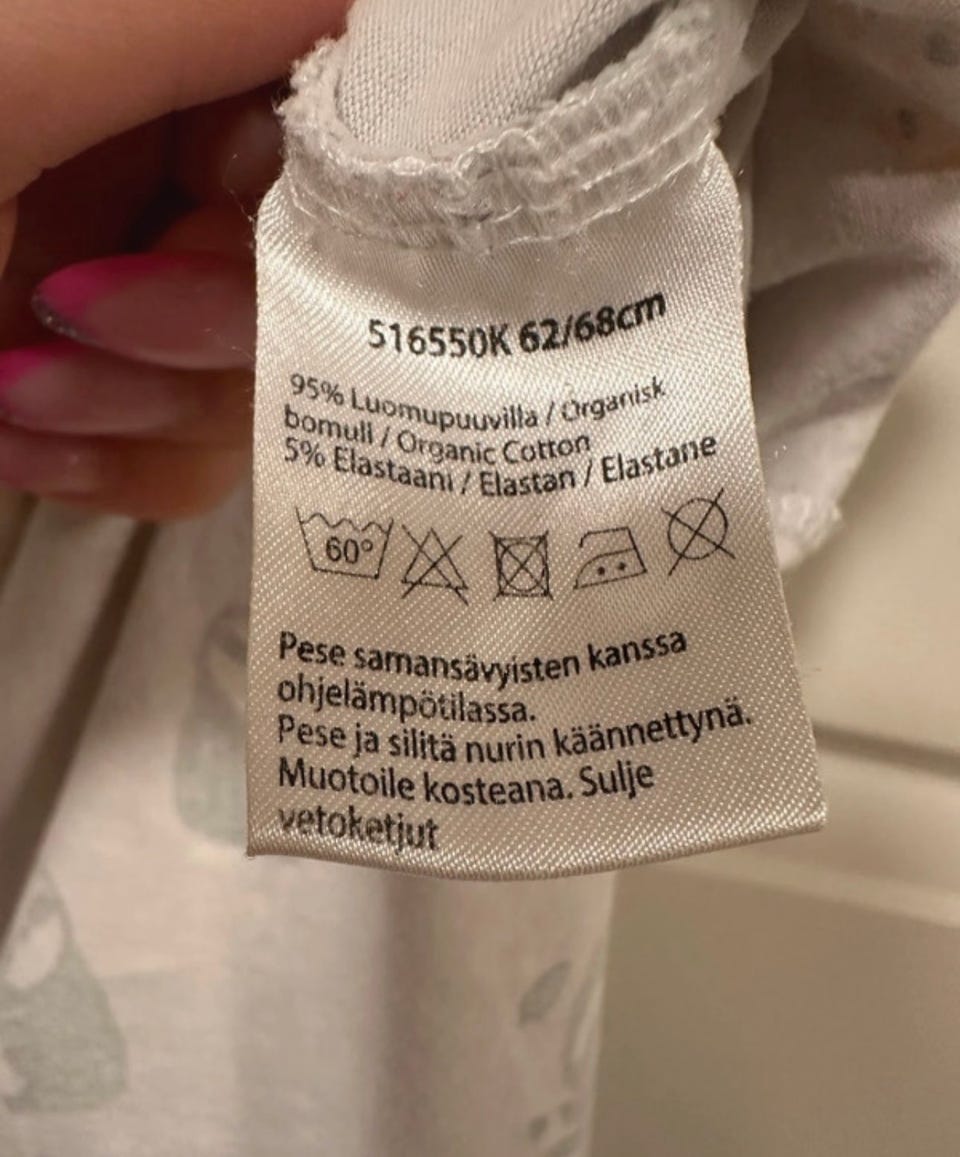 516550K 62/68cm
95% Luomupuuvilla / Organisk
bomull / Organic Cotton
5% Elastaani / Elastan / Elastane
60°
Pese samansävyisten kanssa
ohjelämpötilassa.
Pese ja silitä nurin käännettynä.
Muotoile kosteana. Sulje
vetoketjut